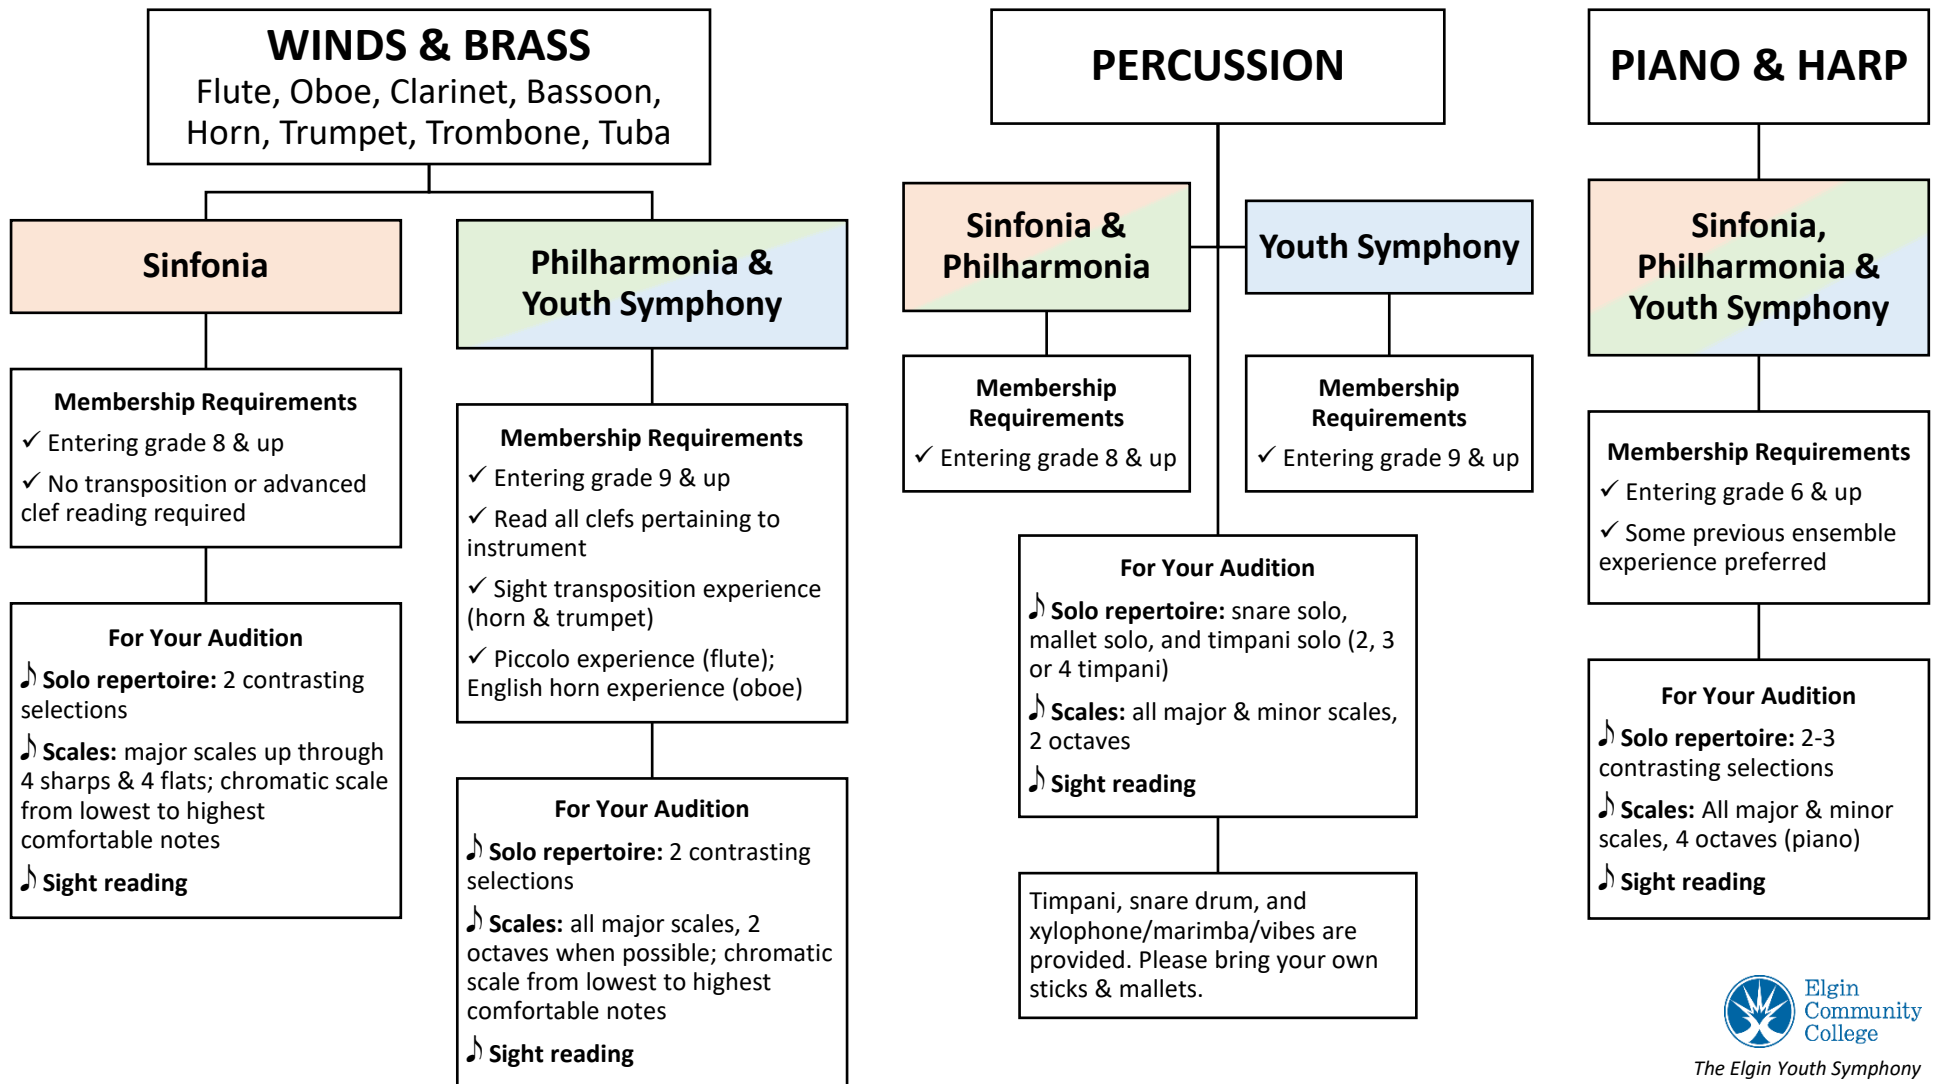 WINDS & BRASS
Flute, Oboe, Clarinet, Bassoon,
Horn, Trumpet, Trombone, Tuba
Sinfonia
Membership Requirements
✓ Entering grade 8 & up
✓ No transposition or advanced
clef reading required
For Your Audition
♪ Solo repertoire: 2 contrasting
selections
♪ Scales: major scales up through
4 sharps & 4 flats; chromatic scale
from lowest to highest
comfortable notes
♪ Sight reading
Philharmonia &
Youth Symphony
Membership Requirements
✓ Entering grade 9 & up
✓ Read all clefs pertaining to
instrument
✓ Sight transposition experience
(horn & trumpet)
✓ Piccolo experience (flute);
English horn experience (oboe)
For Your Audition
♪ Solo repertoire: 2 contrasting
selections
♪ Scales: all major scales, 2
octaves when possible; chromatic
scale from lowest to highest
comfortable notes
♪ Sight reading
PERCUSSION
Sinfonia &
Philharmonia
Membership
Requirements
✓ Entering grade 8 & up
Youth Symphony
Membership
Requirements
✓ Entering grade 9 & up
For Your Audition
♪ Solo repertoire: snare solo,
mallet solo, and timpani solo (2, 3
or 4 timpani)
♪ Scales: all major & minor scales,
2 octaves
♪ Sight reading
Timpani, snare drum, and
xylophone/marimba/vibes are
provided. Please bring your own
sticks & mallets.
PIANO & HARP
Sinfonia,
Philharmonia &
Youth Symphony
Membership Requirements
✓ Entering grade 6 & up
✓ Some previous ensemble
experience preferred
For Your Audition
♪ Solo repertoire: 2-3
contrasting selections
♪ Scales: All major & minor
scales, 4 octaves (piano)
♪ Sight reading
Elgin
Community
College
The Elgin Youth Symphony